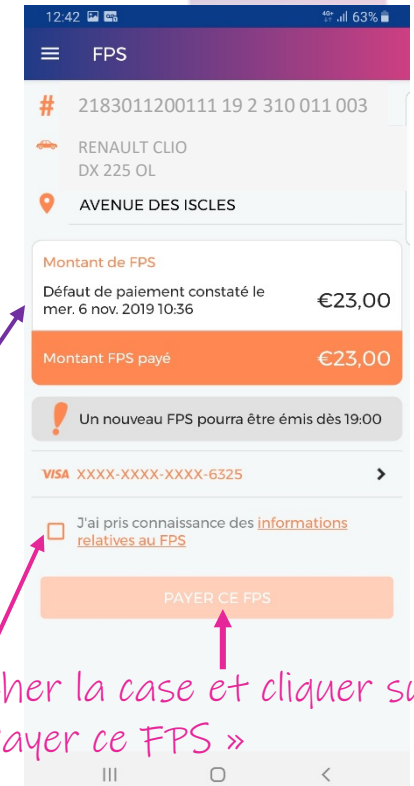 12:42 63%
FPS
# 2183011200111 19 2 310 011 003
RENAULT CLIO
DX 225 OL
AVENUE DES ISCLES
Montant de FPS
Défaut de paiement constaté le
mer. 6 nov. 2019 10:36
€23,00
Montant FPS payé €23,00
Un nouveau FPS pourra être émis dès 19:00
VISA XXXX-XXXX-XXXX-6325
J'ai pris connaissance des informations
relatives au FPS
PAYER CE FPS
la case et cliquer
ce FPS »